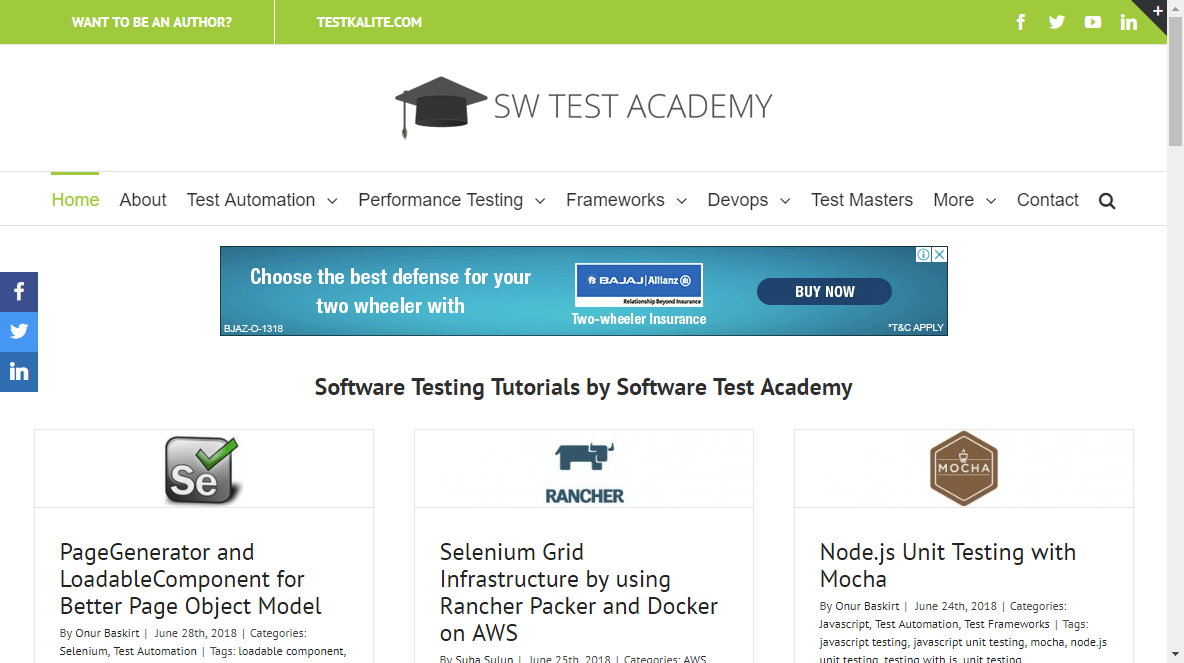 WANT TO BE AN AUTHOR? TESTKALITE.COM
SW TEST ACADEMY
Home About Test Automation Performance Testing Frameworks Devops Test Masters More Contact
Choose the best defense for your
two wheeler with
BJAZ-O-1318
BAJAJ Allianz
Relationship Beyond Insurance
Two-wheeler Insurance
BUY NOW
*T&C APPLY
Software Testing Tutorials by Software Test Academy
Se
PageGenerator and
LoadableComponent for
Better Page Object Model
By Onur Baskirt | June 28th, 2018 | Categories:
Selenium, Test Automation | Tags: loadable component,
RANCHER
Selenium Grid
Infrastructure by using
Rancher Packer and Docker
on AWS
By Suha Sulun | June 25th, 2018 | Categories: AWS,
MOCHA
Node.js Unit Testing with
Mocha
By Onur Baskirt | June 24th, 2018 | Categories:
Javascript, Test Automation, Test Frameworks | Tags:
javascript testing, javascript unit testing, mocha, node.js
unit testing, testing with js, unit testing